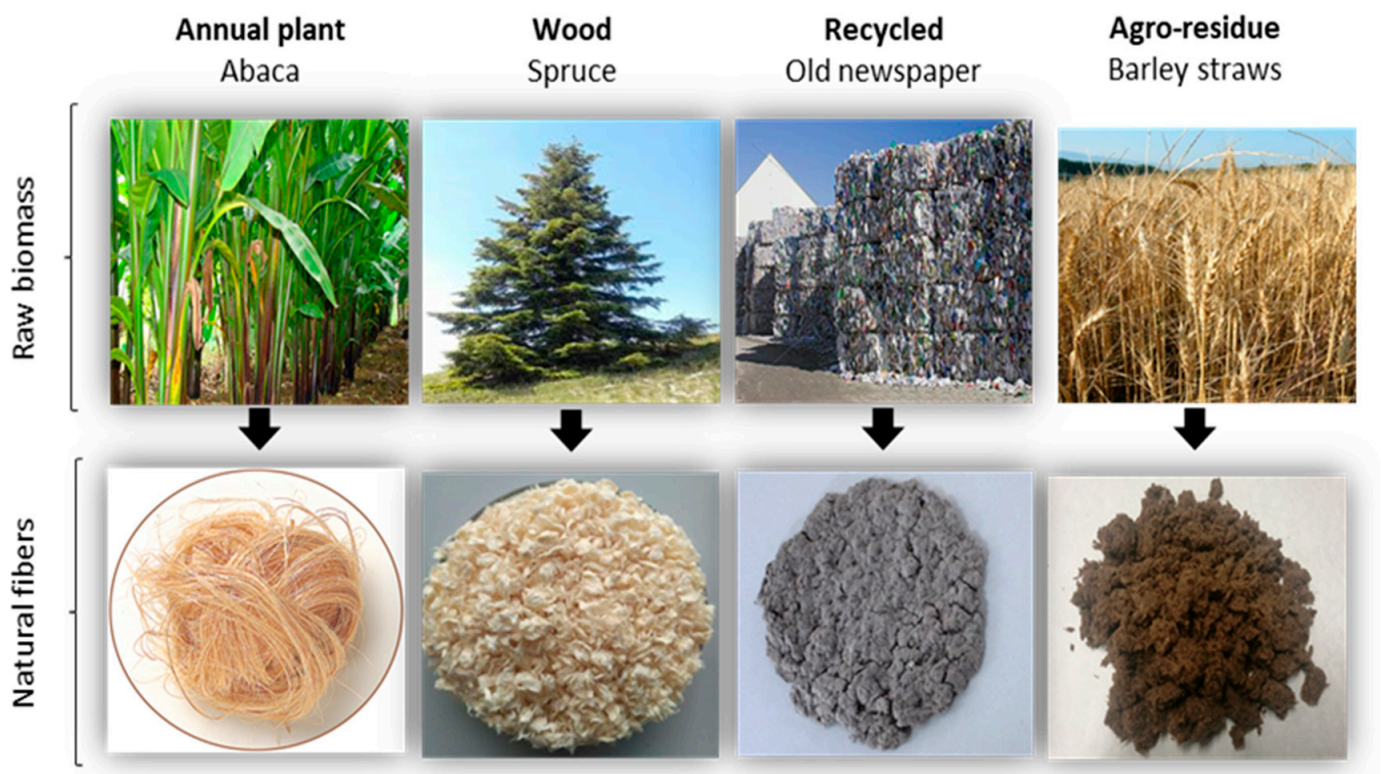 Annual plant
Abaca
Wood
Spruce
Recycled
Old newspaper
Agro-residue
Barley straws
Raw biomass
Natural fibers